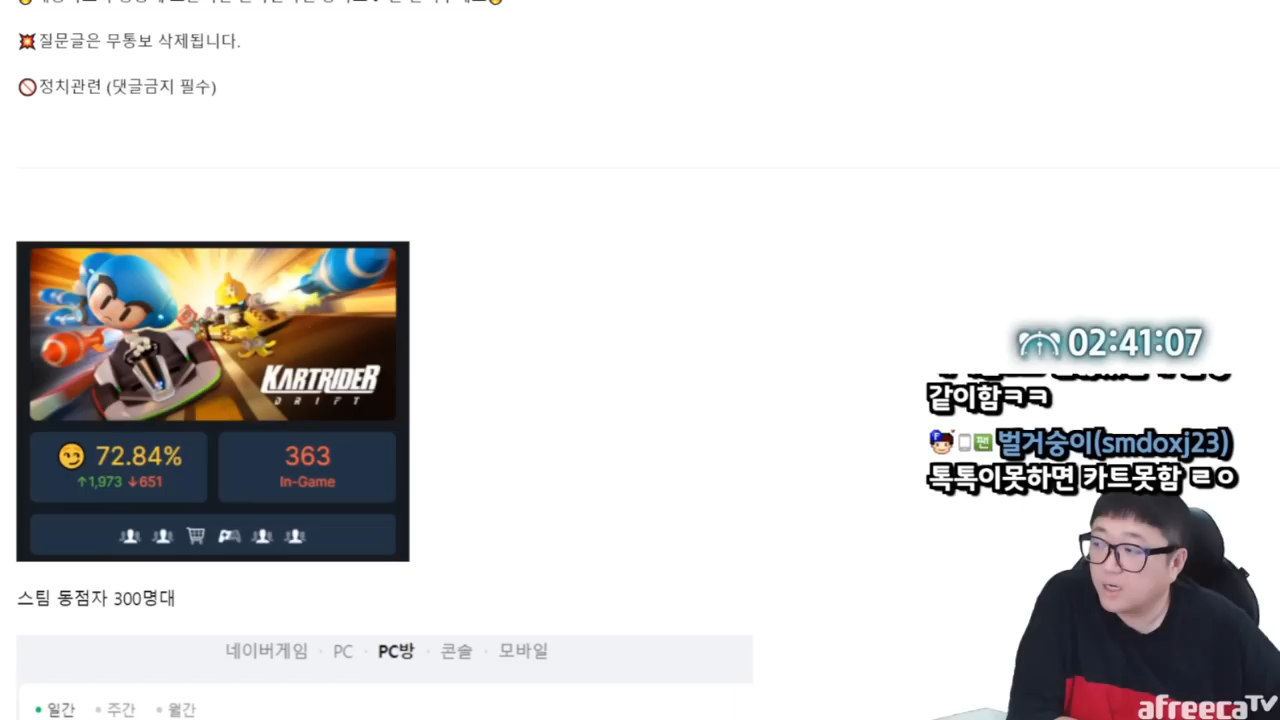 💥질문글은 무통보 삭제됩니다.
🚫정치관련 (댓글금지 필수)
KARTRIDER
DRIFT
72.84%
↑1,973 ↓651
363
In-Game
스팀 동접자 300명대
네이버게임 · PC · PC방 · 콘솔 · 모바일
일간 주간 월간
02:41:07
같이함ㅋㅋ
팬 벌거숭이(smdoxj23)
톡톡이못하면 카트못함 ㄹㅇ
afreecaTV